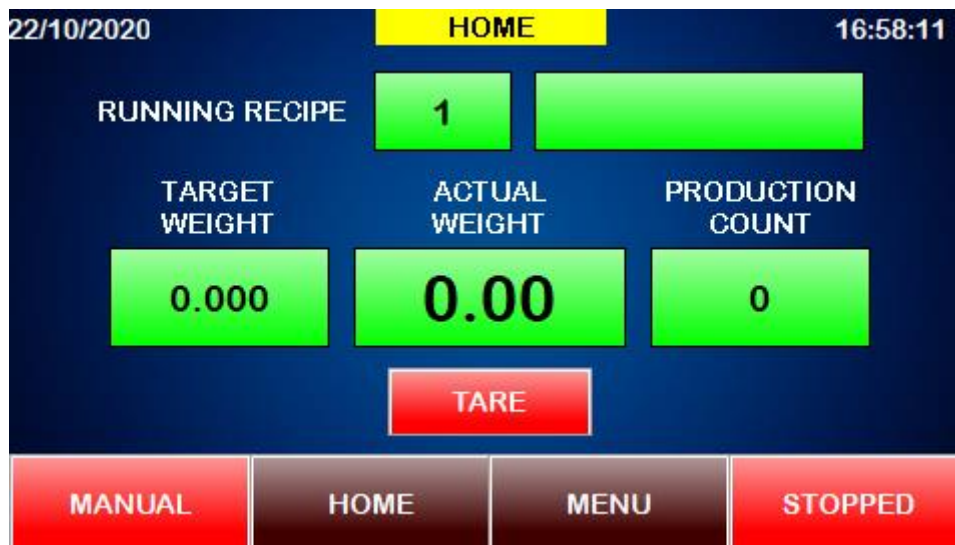 22/10/2020 HOME 16:58:11
RUNNING RECIPE 1
TARGET WEIGHT
ACTUAL WEIGHT
PRODUCTION COUNT
0.000 0.00 0
TARE
MANUAL HOME MENU STOPPED